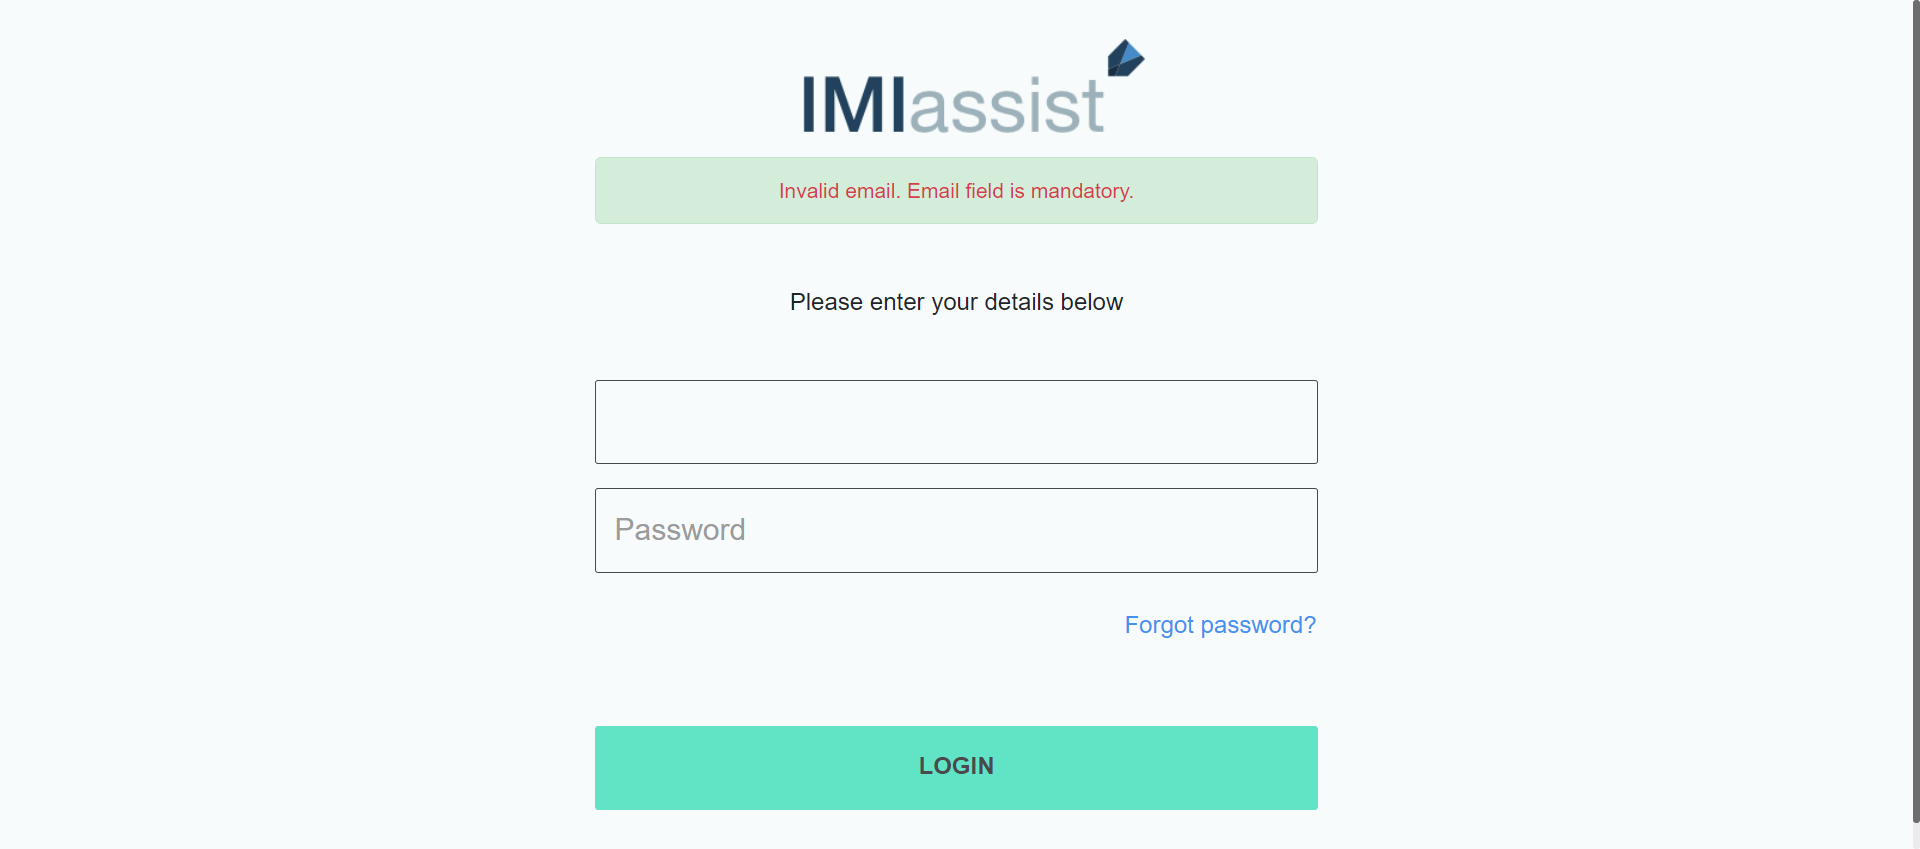 IMIassist
Invalid email. Email field is mandatory.
Please enter your details below
Password
Forgot password?
LOGIN